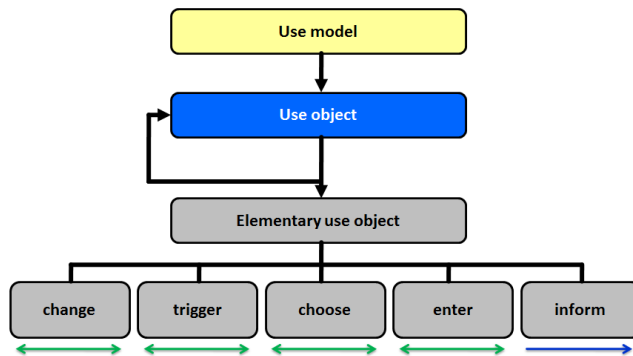 Use model
Use object
Elementary use object
change
trigger
choose
enter
inform